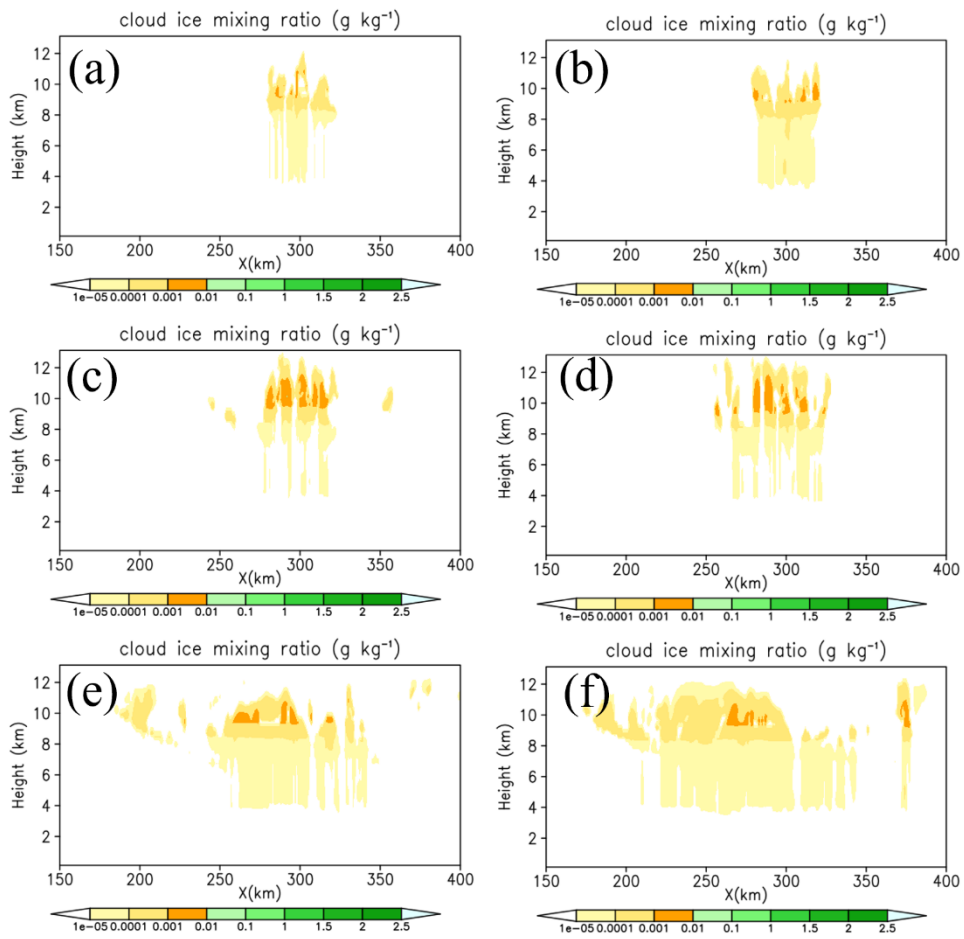 cloud ice mixing ratio (g kg⁻¹)
(a)
12
10
8
6
4
2
Height (km)
150 200 250 300 350 400
X(km)
1e-05 0.0001 0.001 0.01 0.1 1 1.5 2 2.5
cloud ice mixing ratio (g kg⁻¹)
(b)
12
10
8
6
4
2
Height (km)
150 200 250 300 350 400
X(km)
1e-05 0.0001 0.001 0.01 0.1 1 1.5 2 2.5
cloud ice mixing ratio (g kg⁻¹)
(c)
12
10
8
6
4
2
Height (km)
150 200 250 300 350 400
X(km)
1e-05 0.0001 0.001 0.01 0.1 1 1.5 2 2.5
cloud ice mixing ratio (g kg⁻¹)
(d)
12
10
8
6
4
2
Height (km)
150 200 250 300 350 400
X(km)
1e-05 0.0001 0.001 0.01 0.1 1 1.5 2 2.5
cloud ice mixing ratio (g kg⁻¹)
(e)
12
10
8
6
4
2
Height (km)
150 200 250 300 350 400
X(km)
1e-05 0.0001 0.001 0.01 0.1 1 1.5 2 2.5
cloud ice mixing ratio (g kg⁻¹)
(f)
12
10
8
6
4
2
Height (km)
150 200 250 300 350 400
X(km)
1e-05 0.0001 0.001 0.01 0.1 1 1.5 2 2.5